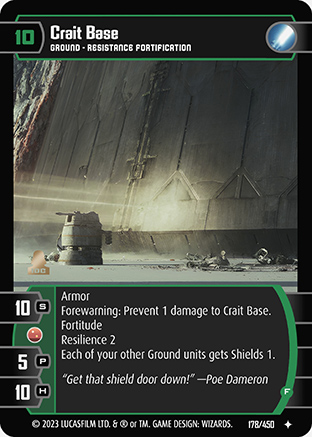 10
Crait Base
GROUND - RESISTANCE FORTIFICATION
10 S
5 P
10 H
Armor
Forewarning: Prevent 1 damage to Crait Base.
Fortitude
Resilience 2
Each of your other Ground units gets Shields 1.
“Get that shield door down!” —Poe Dameron
F
© 2023 LUCASFILM LTD. & ® OR TM. GAME DESIGN: WIZARDS. 178/450